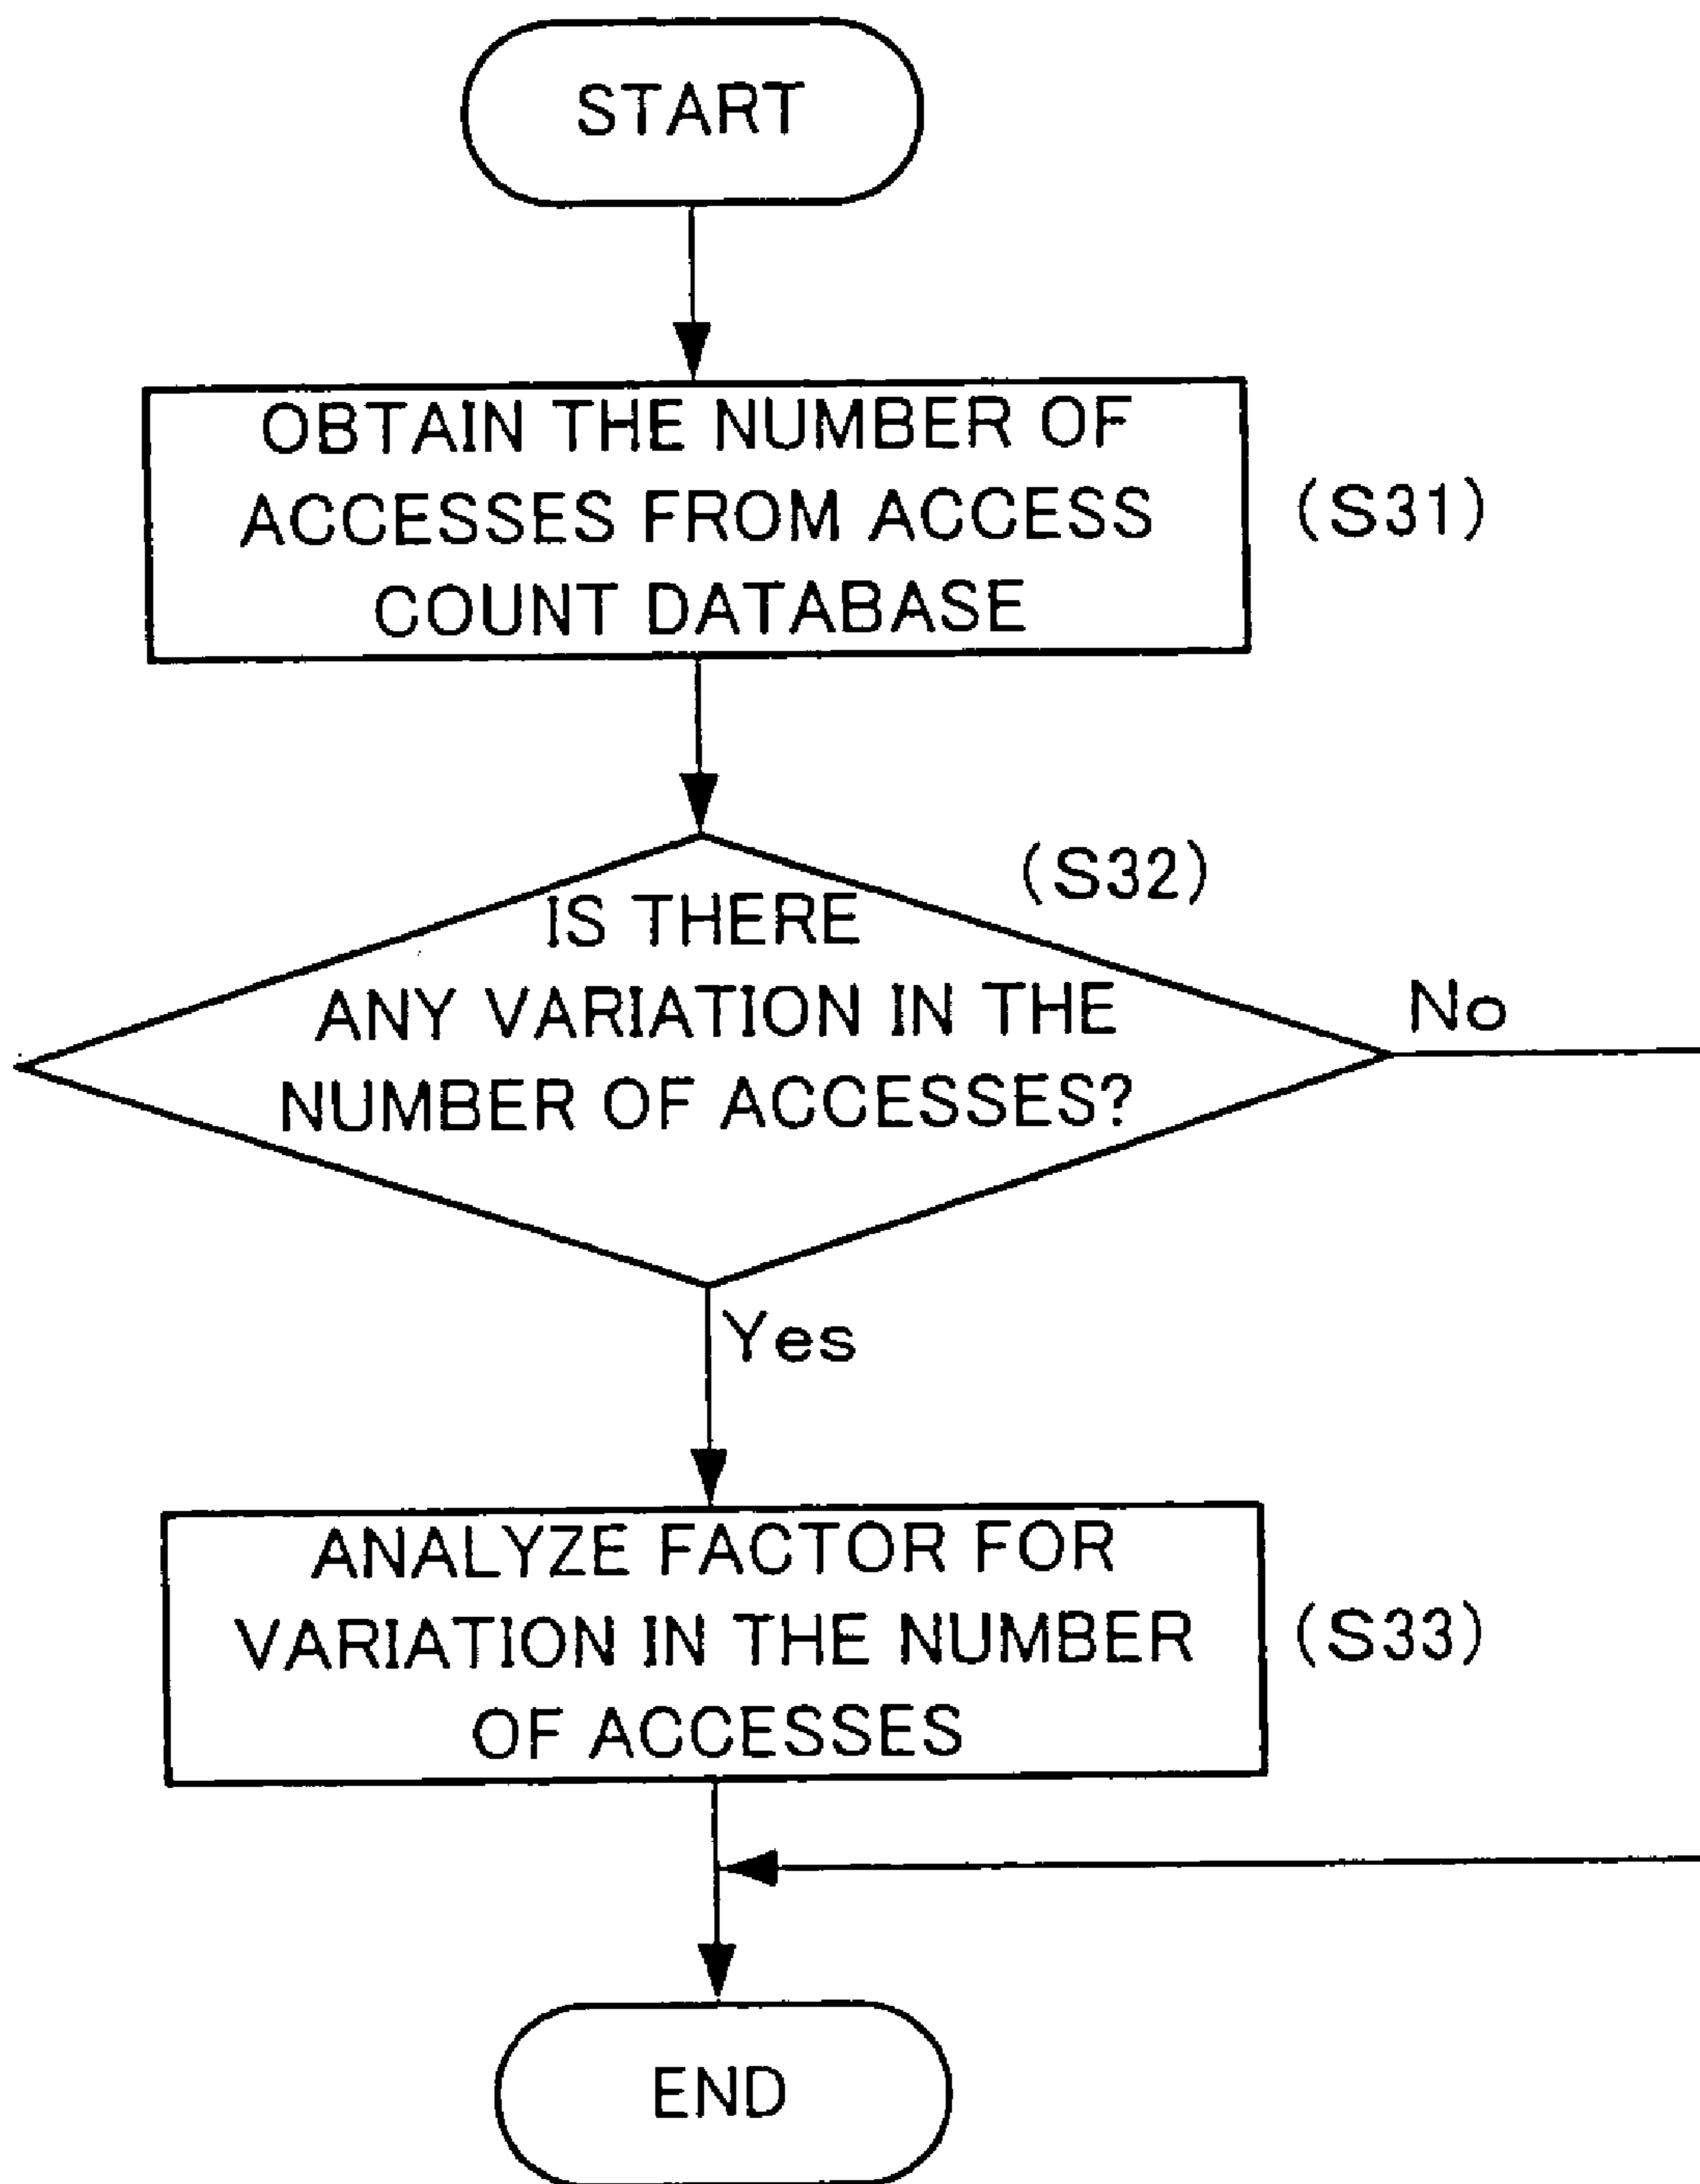 START
OBTAIN THE NUMBER OF
ACCESSES FROM ACCESS
COUNT DATABASE
(S31)
(S32)
IS THERE
ANY VARIATION IN THE
NUMBER OF ACCESSES?
No
Yes
ANALYZE FACTOR FOR
VARIATION IN THE NUMBER
OF ACCESSES
(S33)
END